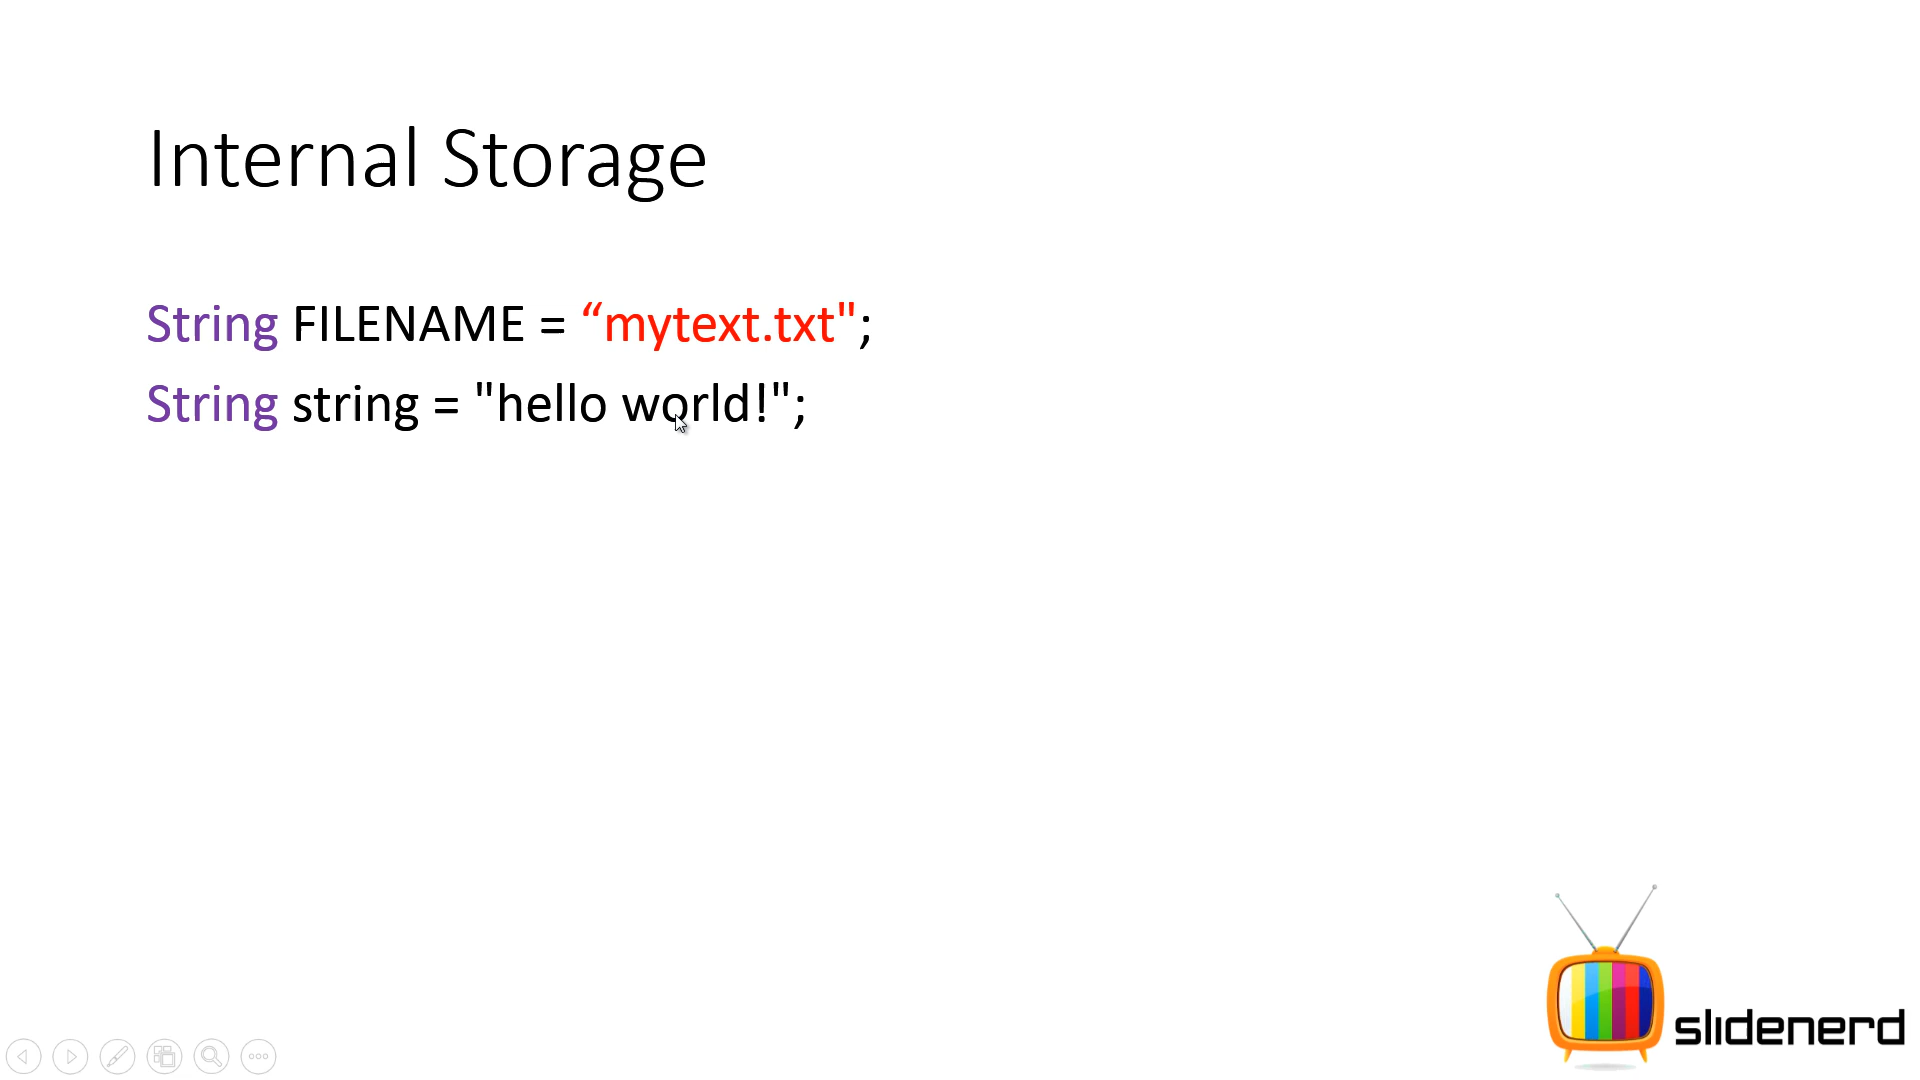 Internal Storage
String FILENAME = “mytext.txt";
String string = "hello world!";
slidenerd